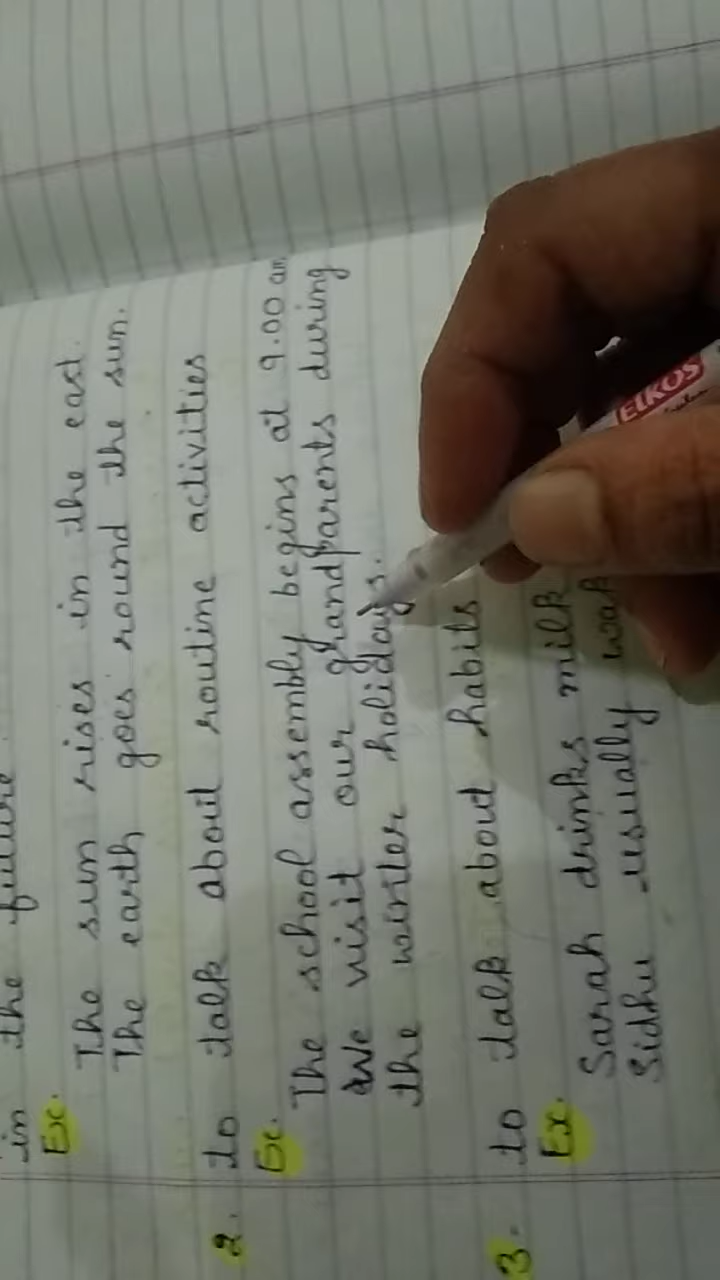 in the future.
Ex. The sun rises in the east.
The earth goes round the sun.
2. to talk about routine activities
Ex. The school assembly begins at 9.00 am
We visit our grandparents during
the winter holidays.
3. to talk about habits
Ex. Sarah drinks milk
Siddhu usually
ELKOS